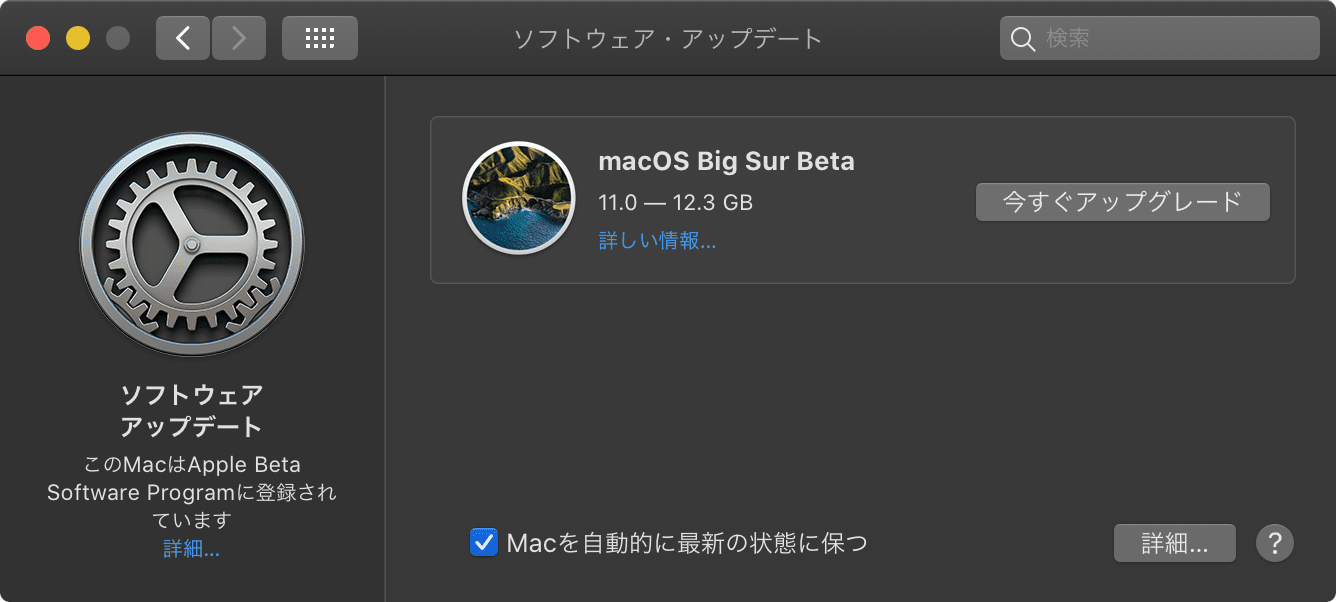 ソフトウェア・アップデート
検索
macOS Big Sur Beta
11.0 — 12.3 GB
詳しい情報...
今すぐアップグレード
ソフトウェア
アップデート
このMacはApple Beta
Software Programに登録され
ています
詳細...
Macを自動的に最新の状態に保つ
詳細...
?